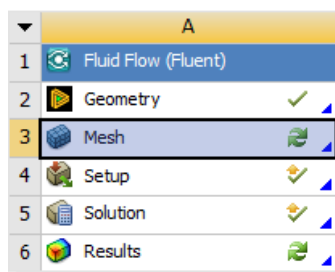 A
1 Fluid Flow (Fluent)
2 Geometry
3 Mesh
4 Setup
5 Solution
6 Results